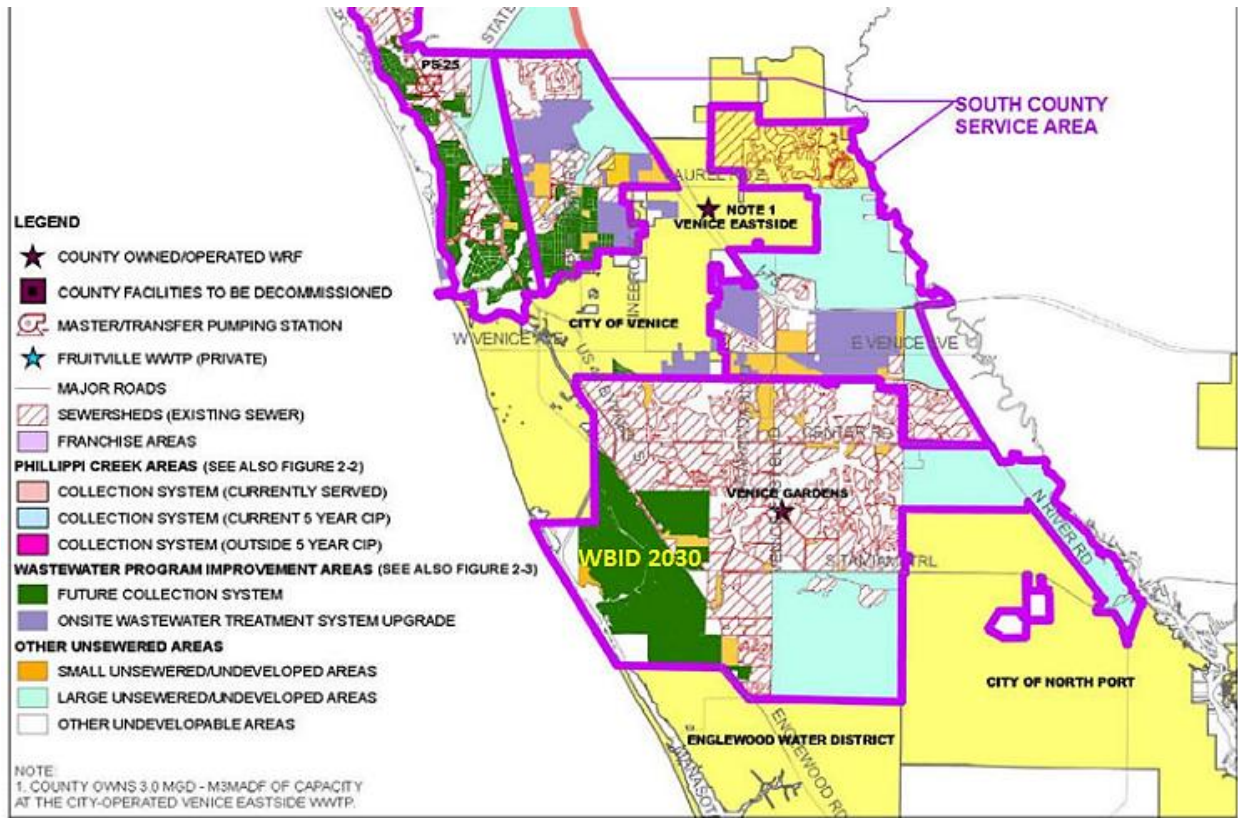 STATE
PS-25
SOUTH COUNTY
SERVICE AREA
NOTE 1
VENICE EASTSIDE
LEGEND
COUNTY OWNED/OPERATED WRF
COUNTY FACILITIES TO BE DECOMMISSIONED
MASTER/TRANSFER PUMPING STATION
FRUITVILLE WWTP (PRIVATE)
MAJOR ROADS
SEWERSHEDS (EXISTING SEWER)
FRANCHISE AREAS
PHILLIPPI CREEK AREAS (SEE ALSO FIGURE 2-2)
COLLECTION SYSTEM (CURRENTLY SERVED)
COLLECTION SYSTEM (CURRENT 5 YEAR CIP)
COLLECTION SYSTEM (OUTSIDE 5 YEAR CIP)
WASTEWATER PROGRAM IMPROVEMENT AREAS (SEE ALSO FIGURE 2-3)
FUTURE COLLECTION SYSTEM
ONSITE WASTEWATER TREATMENT SYSTEM UPGRADE
OTHER UNSEWERED AREAS
SMALL UNSEWERED/UNDEVELOPED AREAS
LARGE UNSEWERED/UNDEVELOPED AREAS
OTHER UNDEVELOPABLE AREAS
NOTE:
1. COUNTY OWNS 3.0 MGD - M3MADF OF CAPACITY
AT THE CITY-OPERATED VENICE EASTSIDE WWTP.
CITY OF VENICE
W VENICE AVE
E VENICE AVE
CENTER RD
VENICE GARDENS
WBID 2030
S TAMIAMI TRL
N RIVER RD
CITY OF NORTH PORT
ENGLEWOOD WATER DISTRICT
ENGLEWOOD RD